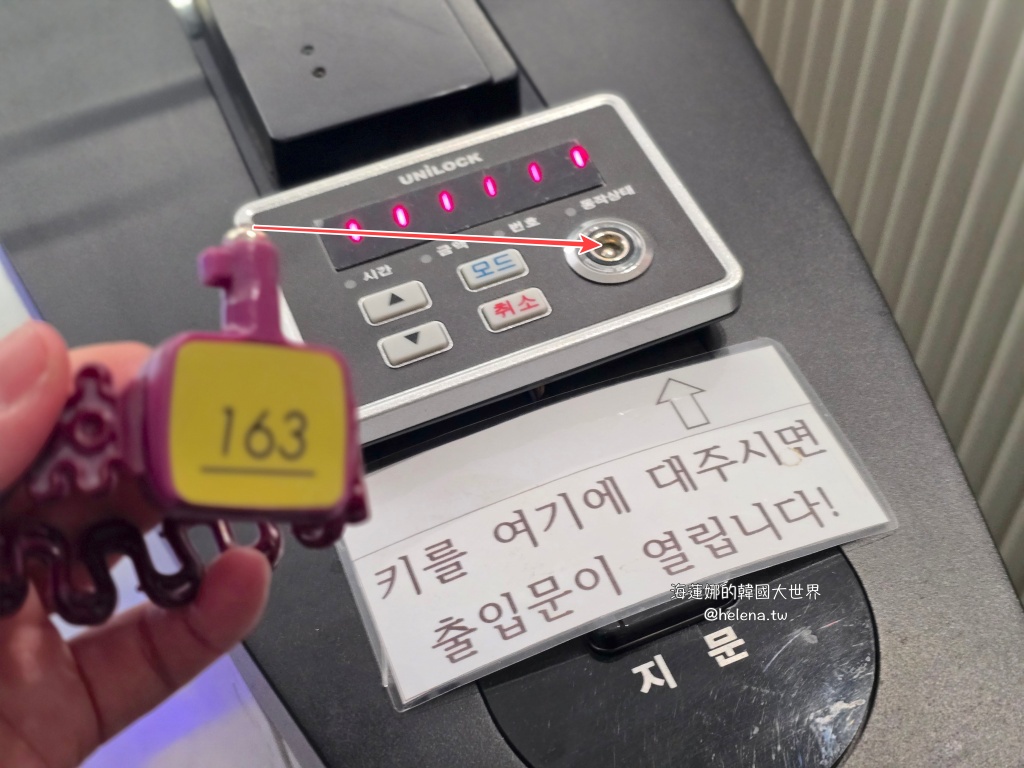 UNiLOCK
000000
시간
금액
번호
동작상태
모드
취소
▲
▼
163
키를 여기에 대주시면
출입문이 열립니다!
海蓮娜的韓國大世界
@helena.tw
지문